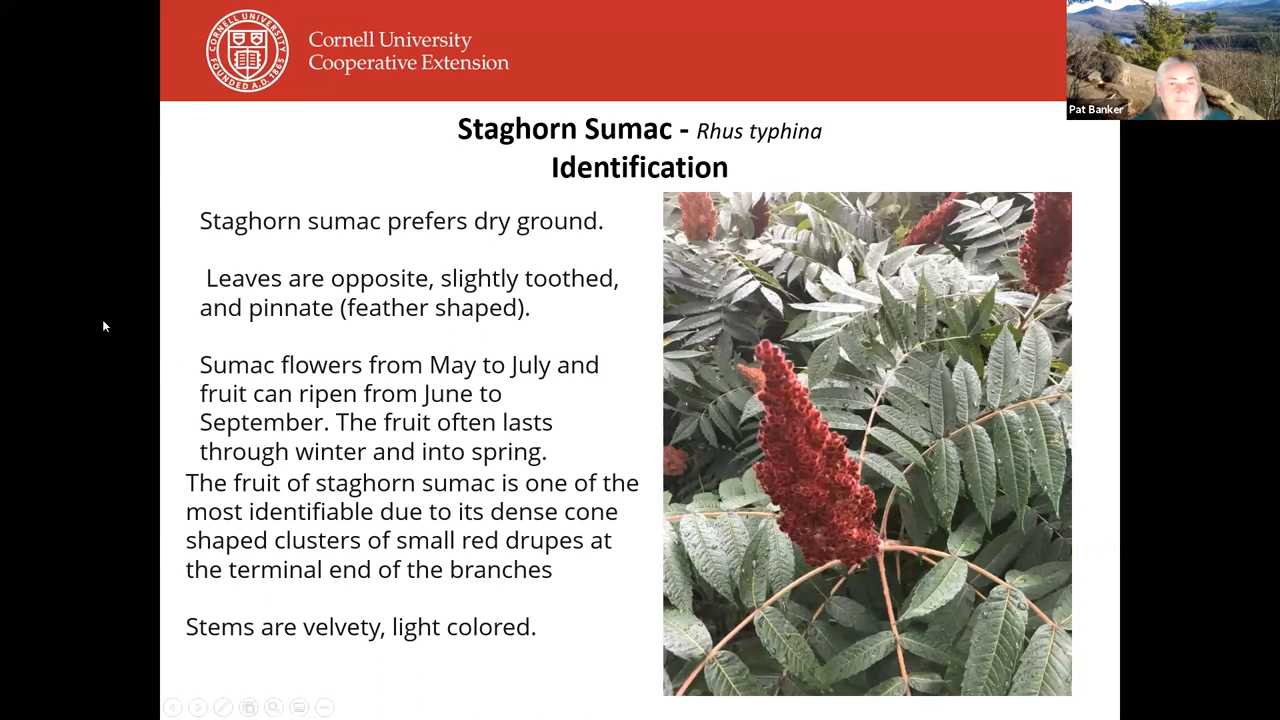 CORNELL UNIVERSITY
FOUNDED A.D. 1865
Cornell University
Cooperative Extension
Pat Banker
Staghorn Sumac - Rhus typhina
Identification
Staghorn sumac prefers dry ground.
Leaves are opposite, slightly toothed,
and pinnate (feather shaped).
Sumac flowers from May to July and
fruit can ripen from June to
September. The fruit often lasts
through winter and into spring.
The fruit of staghorn sumac is one of the
most identifiable due to its dense cone
shaped clusters of small red drupes at
the terminal end of the branches
Stems are velvety, light colored.